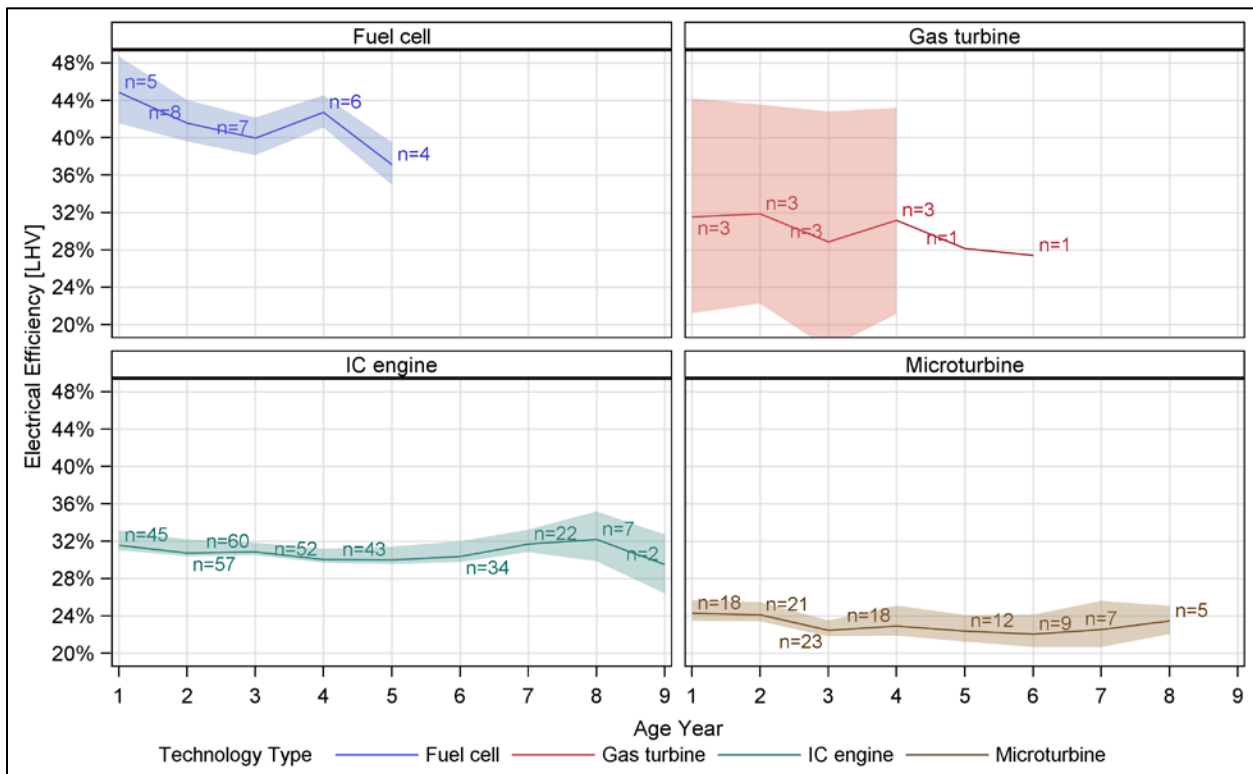 Fuel cell
Gas turbine
Electrical Efficiency [LHV]
48%
44%
40%
36%
32%
28%
24%
20%
n=5
n=8
n=7
n=6
n=4
n=3
n=3
n=3
n=3
n=1
n=1
IC engine
Microturbine
48%
44%
40%
36%
32%
28%
24%
20%
n=45
n=57
n=60
n=52
n=43
n=34
n=22
n=7
n=2
n=18
n=21
n=23
n=18
n=12
n=9
n=7
n=5
1 2 3 4 5 6 7 8 9 1 2 3 4 5 6 7 8 9
Age Year
Technology Type Fuel cell Gas turbine IC engine Microturbine